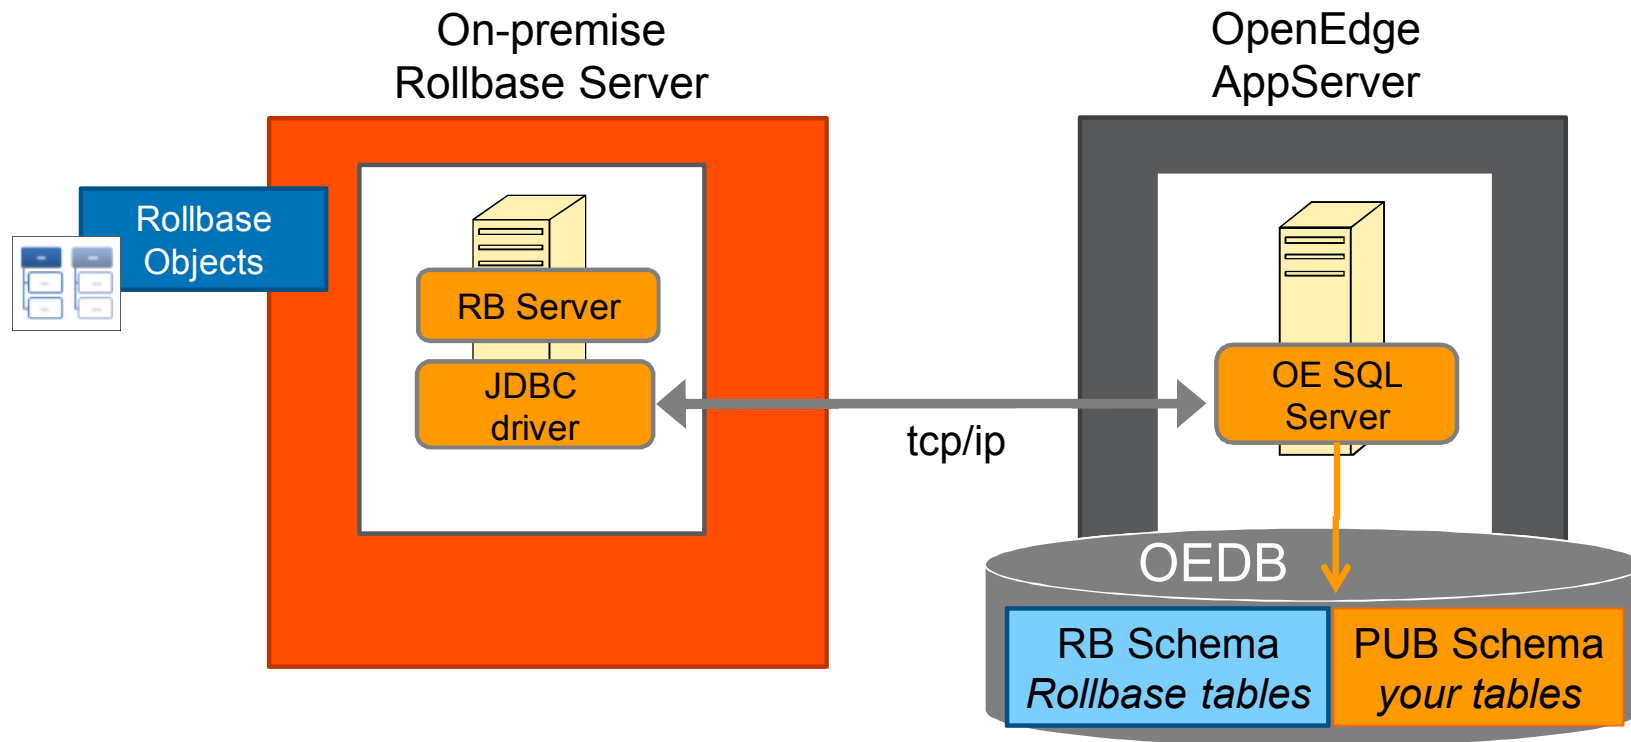 On-premise
Rollbase Server
OpenEdge
AppServer
Rollbase
Objects
RB Server
JDBC
driver
tcp/ip
OE SQL
Server
OEDB
RB Schema
Rollbase tables
PUB Schema
your tables